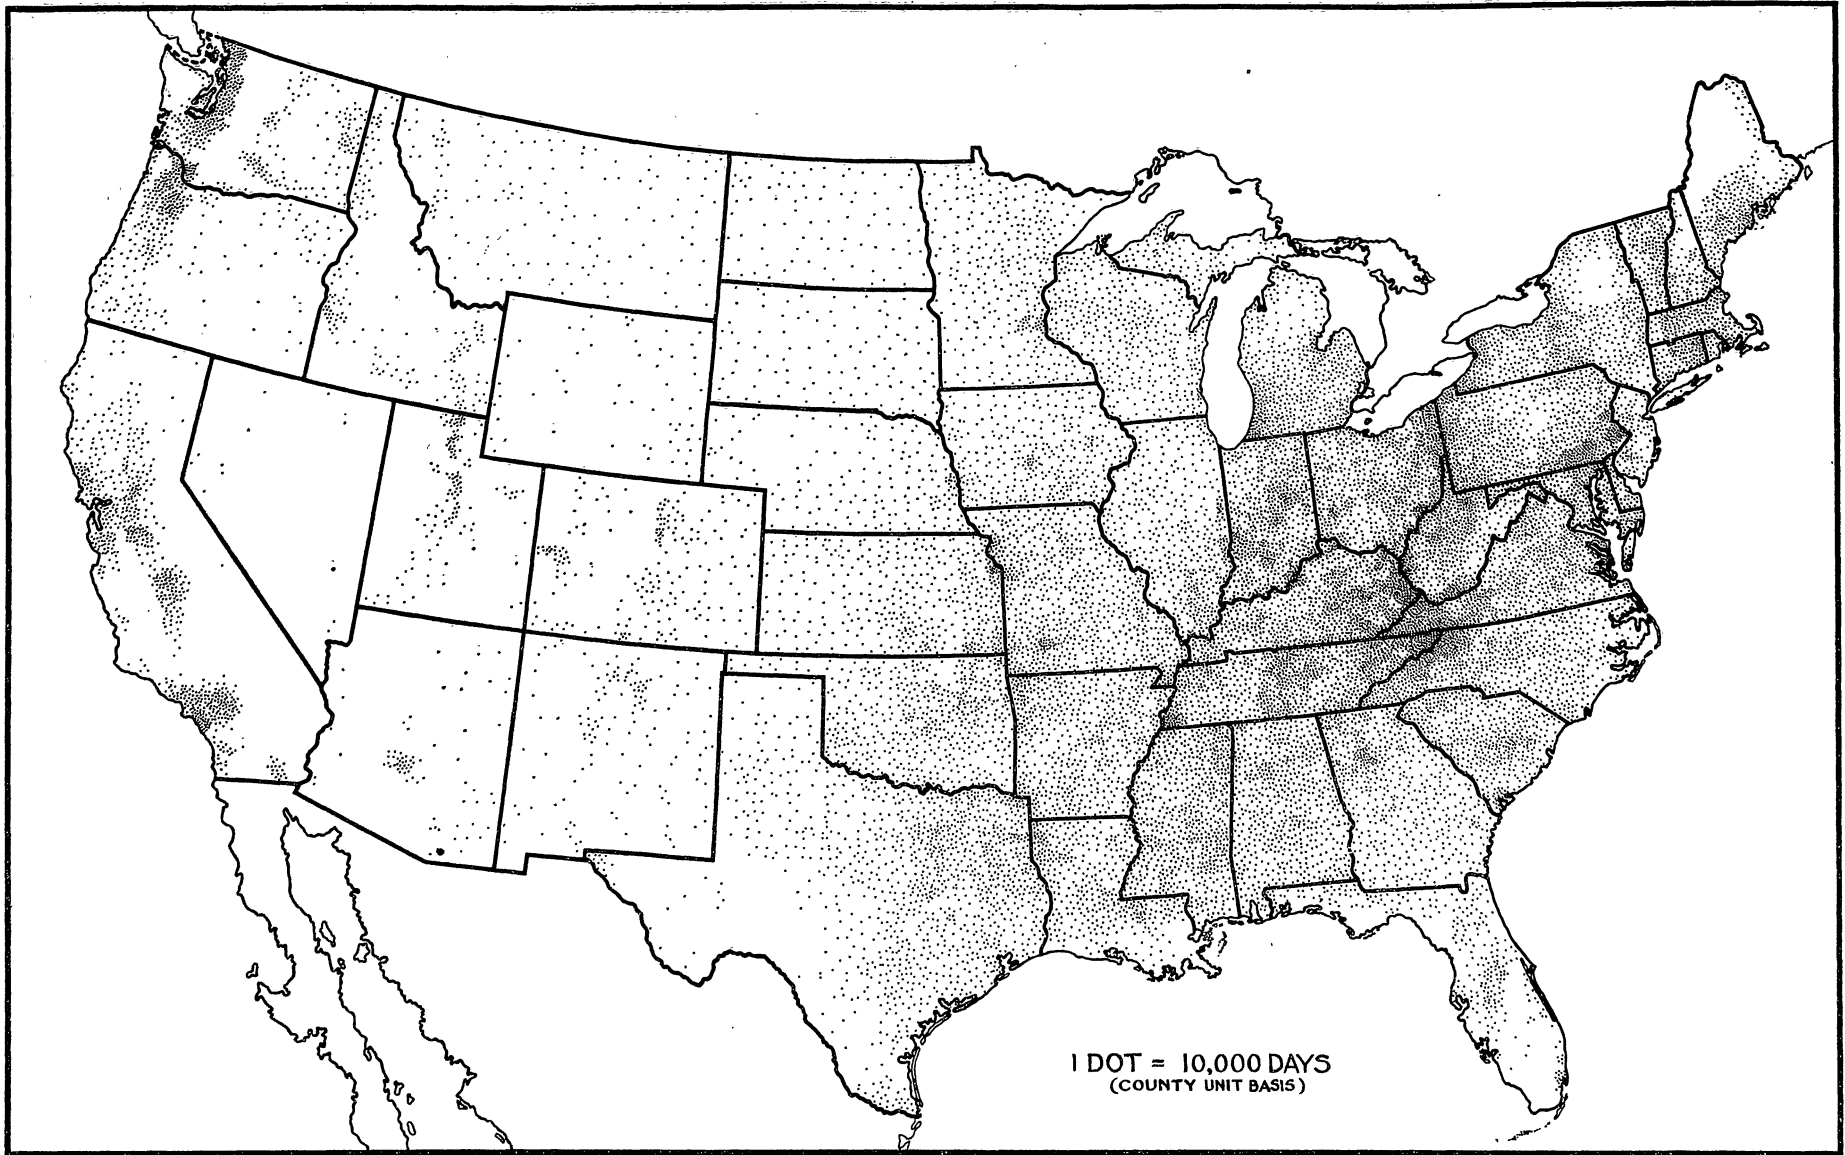 1 DOT = 10,000 DAYS
(COUNTY UNIT BASIS)